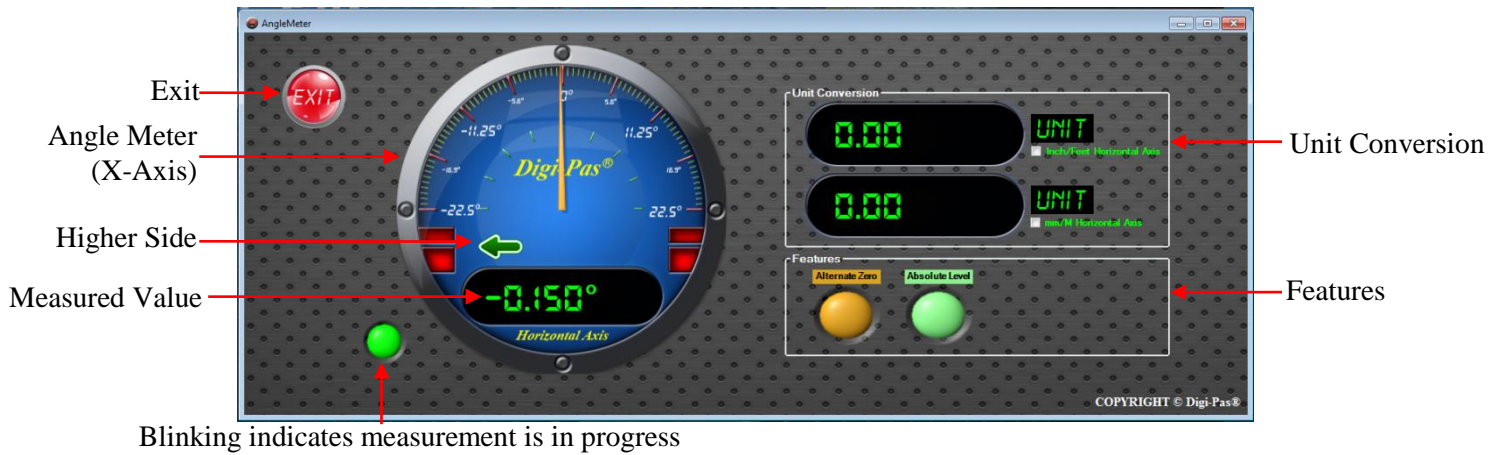 AngleMeter
Exit
EXIT
Angle Meter
(X-Axis)
Higher Side
Measured Value
-5.6°
0°
5.6°
-11.25°
11.25°
-16.9°
16.9°
Digi-Pas®
-22.5°
22.5°
-0.150°
Horizontal Axis
Unit Conversion
0.00
UNIT
Inch/Feet Horizontal Axis
0.00
UNIT
mm/M Horizontal Axis
Unit Conversion
Features
Alternate Zero
Absolute Level
Features
COPYRIGHT © Digi-Pas®
Blinking indicates measurement is in progress